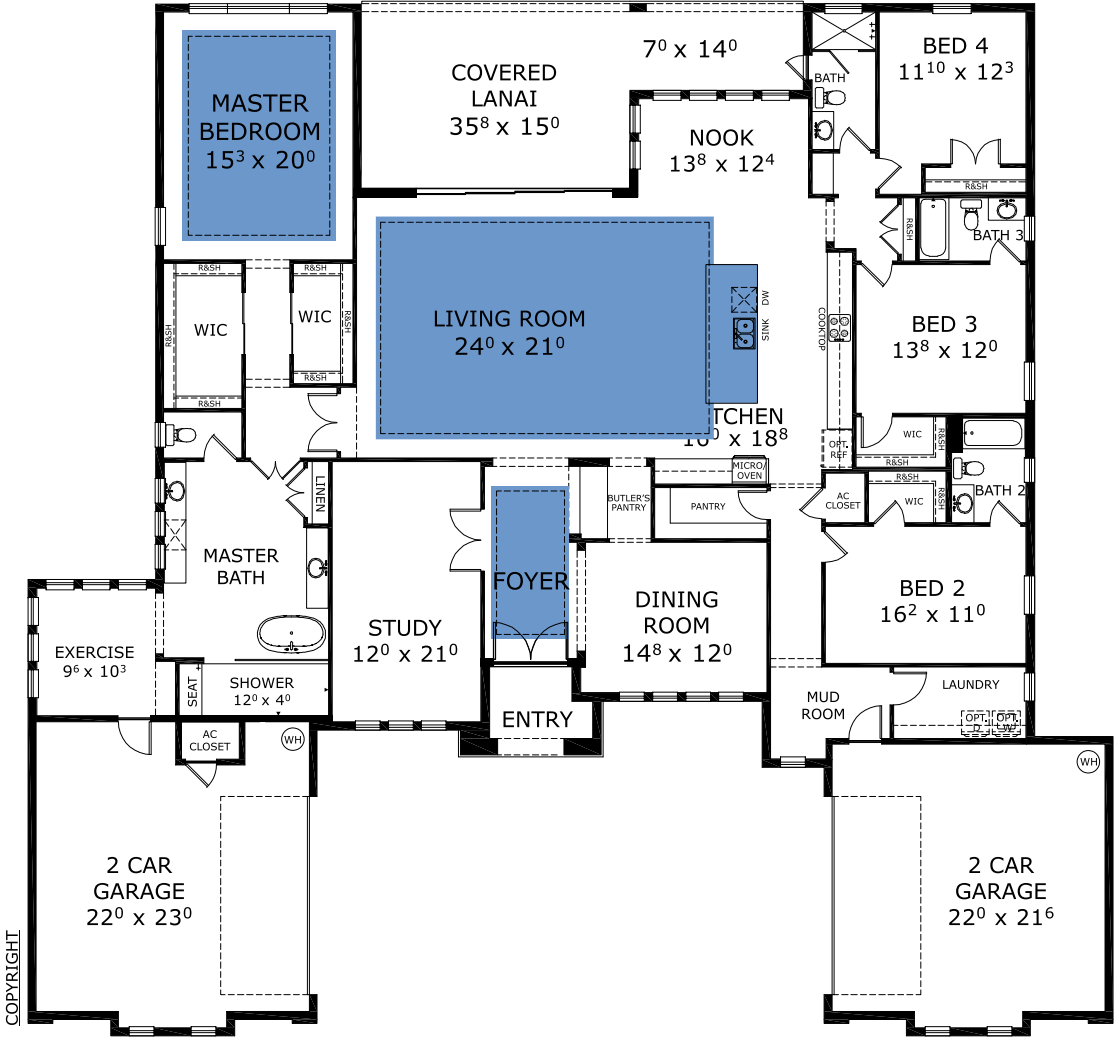 7⁰ x 14⁰
COVERED
LANAI
35⁸ x 15⁰
MASTER
BEDROOM
15³ x 20⁰
BATH
BED 4
11¹⁰ x 12³
NOOK
13⁸ x 12⁴
R&SH
R&SH
BATH 3
R&SH
R&SH
R&SH
WIC
R&SH
WIC
R&SH
R&SH
R&SH
LIVING ROOM
24⁰ x 21⁰
DW
SINK
COOKTOP
BED 3
13⁸ x 12⁰
TCHEN
16⁰ x 18⁸
OPT.
REF
WIC
R&SH
R&SH
MICRO/
OVEN
LINEN
BUTLER'S
PANTRY
PANTRY
AC
CLOSET
R&SH
WIC
R&SH
BATH 2
MASTER
BATH
FOYER
DINING
ROOM
14⁸ x 12⁰
BED 2
16² x 11⁰
STUDY
12⁰ x 21⁰
EXERCISE
9⁶ x 10³
SEAT
SHOWER
12⁰ x 4⁰
ENTRY
MUD
ROOM
LAUNDRY
OPT.
D
OPT.
W
AC
CLOSET
WH
WH
2 CAR
GARAGE
22⁰ x 23⁰
2 CAR
GARAGE
22⁰ x 21⁶
COPYRIGHT